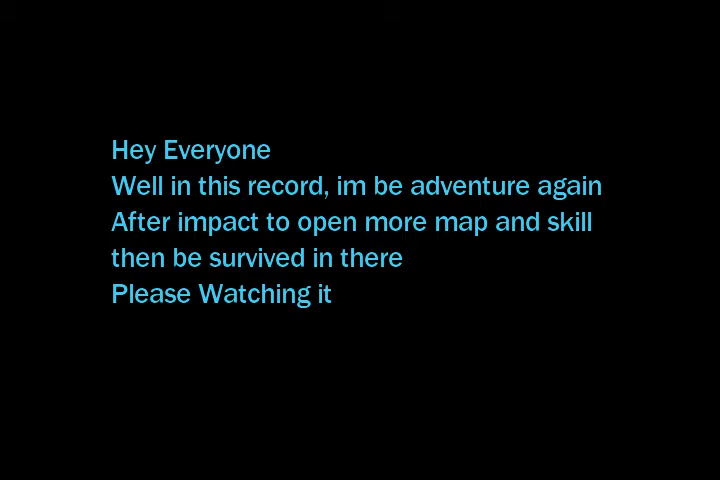 Hey Everyone
Well in this record, im be adventure again
After impact to open more map and skill
then be survived in there
Please Watching it